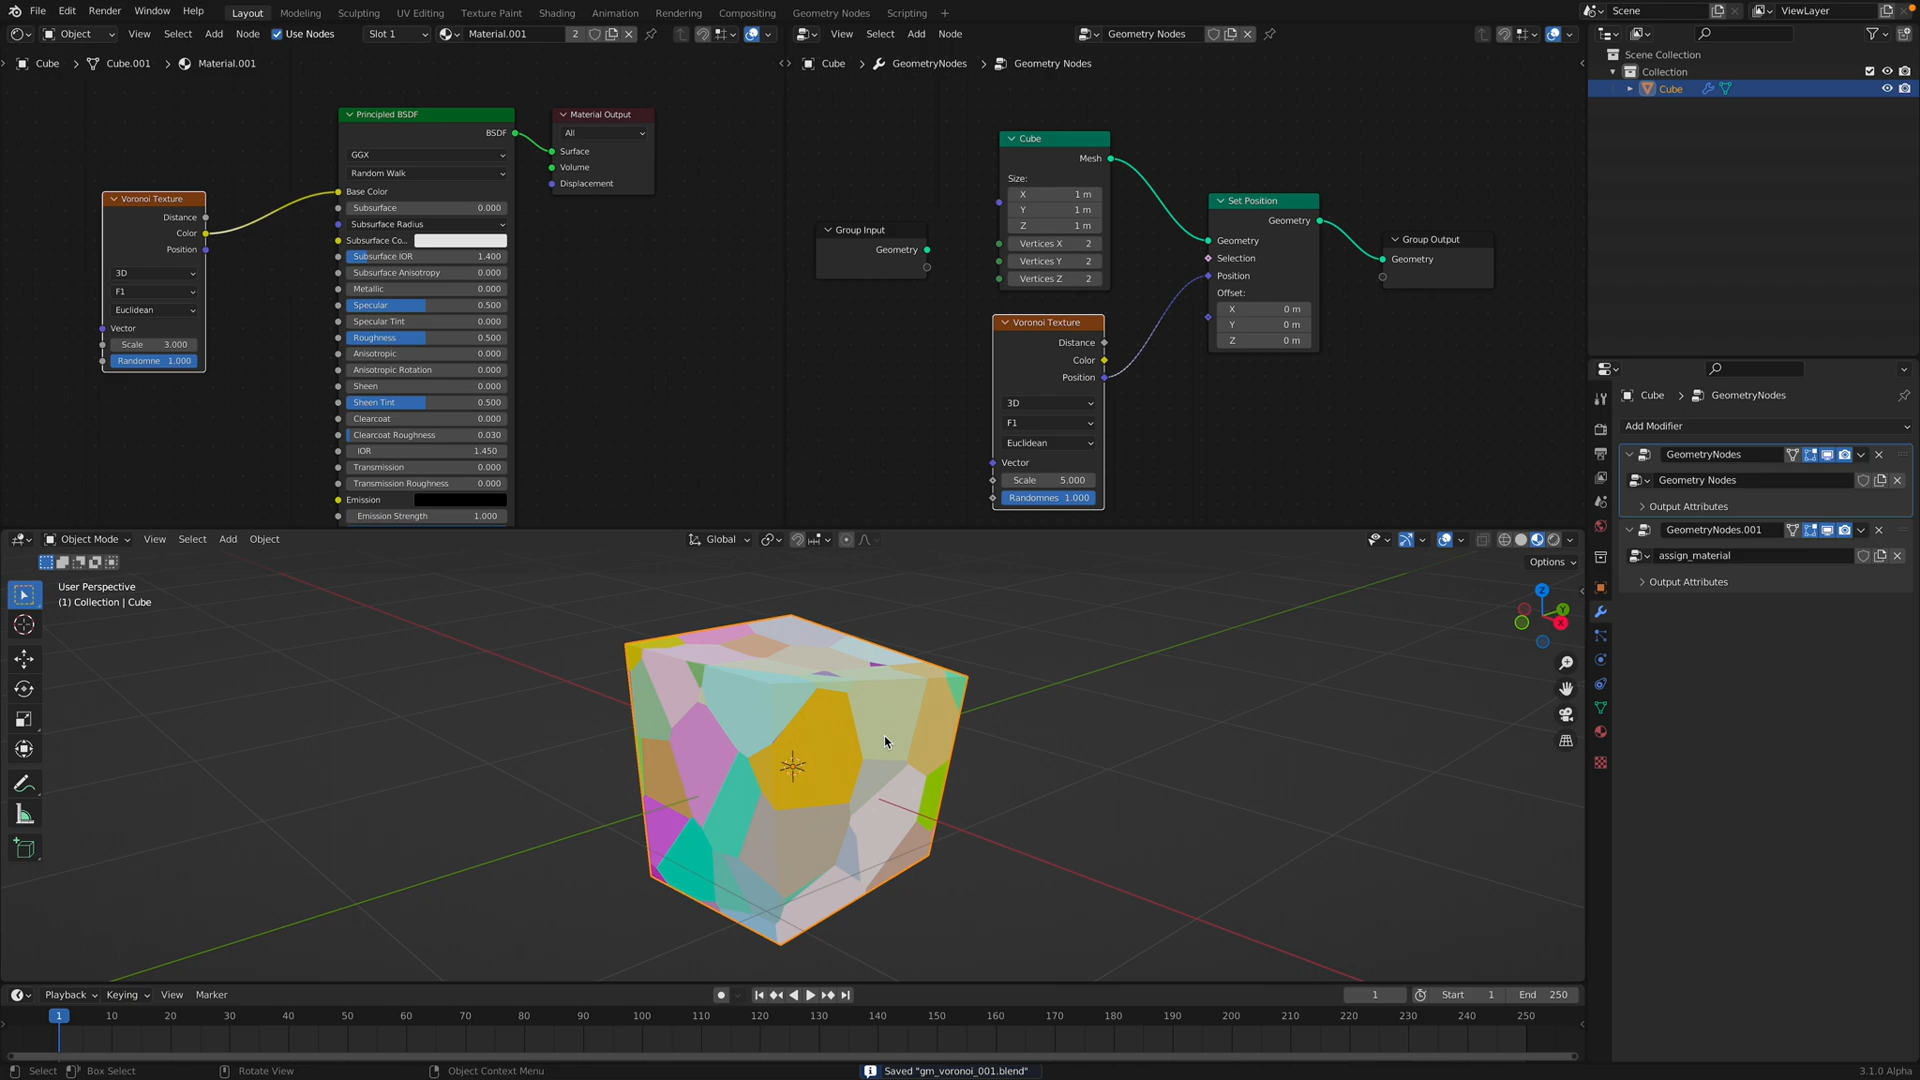 File Edit Render Window Help Layout Modeling Sculpting UV Editing Texture Paint Shading Animation Rendering Compositing Geometry Nodes Scripting + Scene ViewLayer
Object View Select Add Node Use Nodes Slot 1 Material.001 2
View Select Add Node Geometry Nodes
Cube > Cube.001 > Material.001
Cube > GeometryNodes > Geometry Nodes
Scene Collection
Collection
Cube
Voronoi Texture
Distance
Color
Position
3D
F1
Euclidean
Vector
Scale 3.000
Randomne 1.000
Principled BSDF
BSDF
GGX
Random Walk
Base Color
Subsurface 0.000
Subsurface Radius
Subsurface Co...
Subsurface IOR 1.400
Subsurface Anisotropy 0.000
Metallic 0.000
Specular 0.500
Specular Tint 0.000
Roughness 0.500
Anisotropic 0.000
Anisotropic Rotation 0.000
Sheen 0.000
Sheen Tint 0.500
Clearcoat 0.000
Clearcoat Roughness 0.030
IOR 1.450
Transmission 0.000
Transmission Roughness 0.000
Emission
Emission Strength 1.000
Material Output
All
Surface
Volume
Displacement
Group Input
Geometry
Cube
Mesh
Size:
X 1 m
Y 1 m
Z 1 m
Vertices X 2
Vertices Y 2
Vertices Z 2
Voronoi Texture
Distance
Color
Position
3D
F1
Euclidean
Vector
Scale 5.000
Randomnes 1.000
Set Position
Geometry
Geometry
Selection
Position
Offset:
X 0 m
Y 0 m
Z 0 m
Group Output
Geometry
Cube > GeometryNodes
Add Modifier
GeometryNodes
Geometry Nodes
Output Attributes
GeometryNodes.001
assign_material
Output Attributes
Object Mode View Select Add Object Global
Options
User Perspective
(1) Collection | Cube
Z
Y
X
Playback Keying View Marker 1 Start 1 End 250
1 10 20 30 40 50 60 70 80 90 100 110 120 130 140 150 160 170 180 190 200 210 220 230 240 250
Select Box Select Rotate View Object Context Menu Saved "gm_voronoi_001.blend" 3.1.0 Alpha